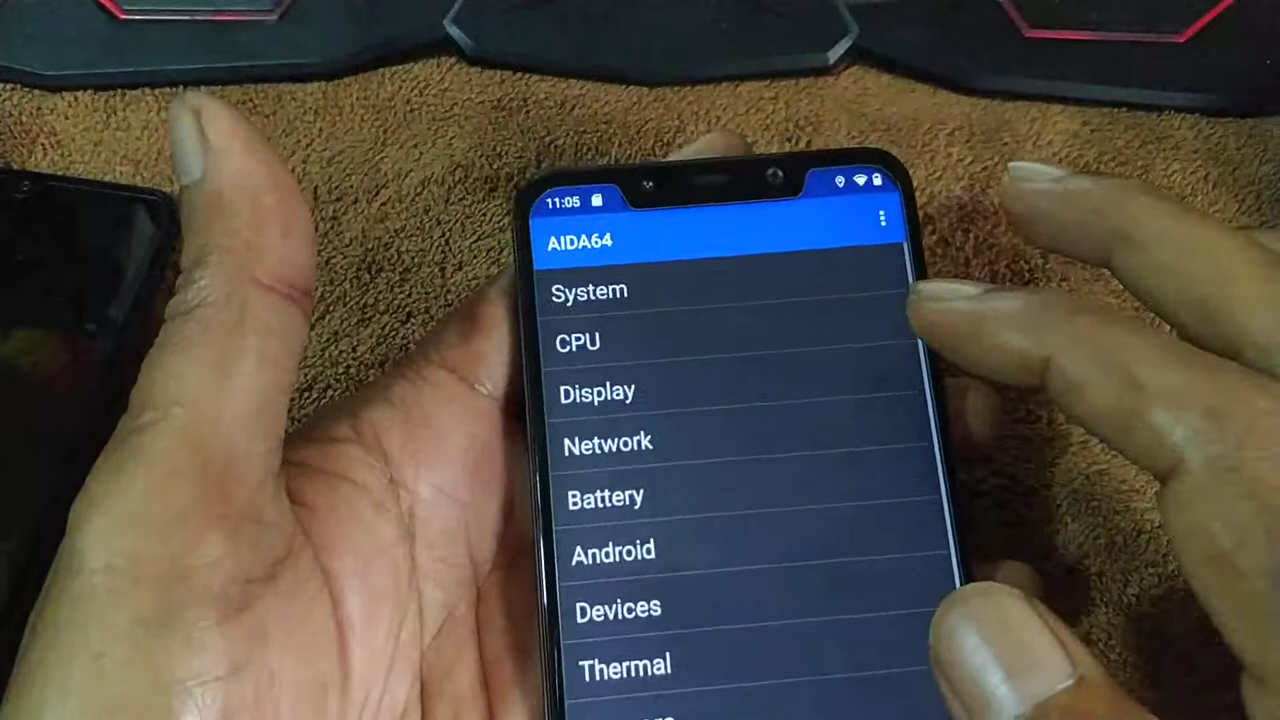 11:05
AIDA64
System
CPU
Display
Network
Battery
Android
Devices
Thermal